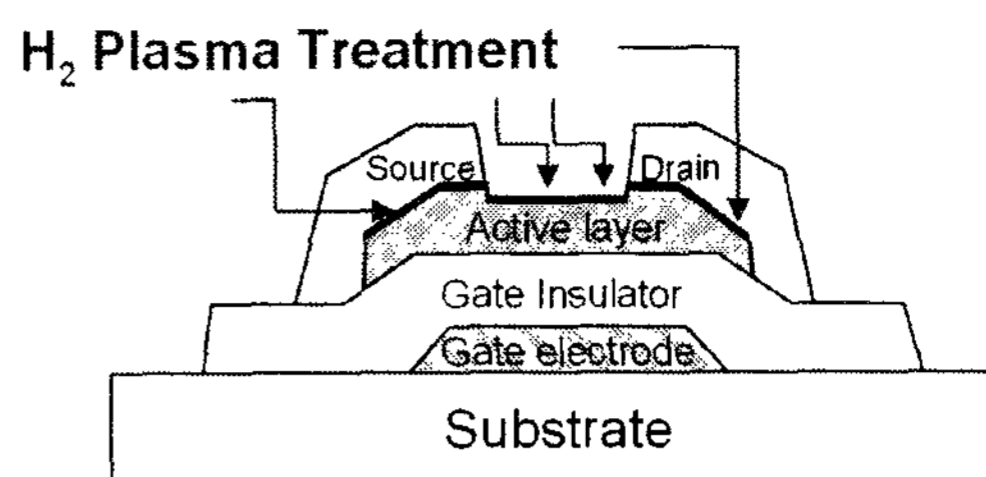 H₂ Plasma Treatment
Source
Drain
Active layer
Gate Insulator
Gate electrode
Substrate